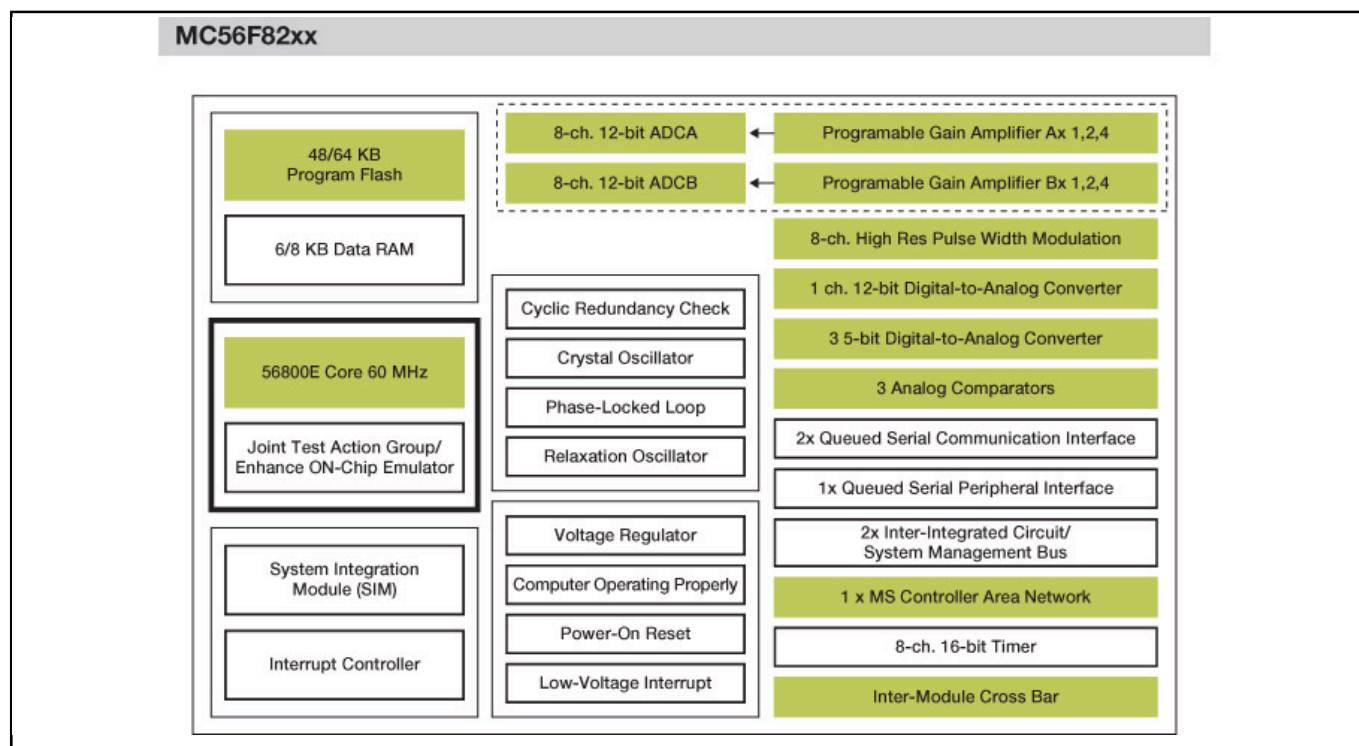 MC56F82xx
48/64 KB
Program Flash
6/8 KB Data RAM
56800E Core 60 MHz
Joint Test Action Group/
Enhance ON-Chip Emulator
System Integration
Module (SIM)
Interrupt Controller
8-ch. 12-bit ADCA
8-ch. 12-bit ADCB
Cyclic Redundancy Check
Crystal Oscillator
Phase-Locked Loop
Relaxation Oscillator
Voltage Regulator
Computer Operating Properly
Power-On Reset
Low-Voltage Interrupt
Programable Gain Amplifier Ax 1,2,4
Programable Gain Amplifier Bx 1,2,4
8-ch. High Res Pulse Width Modulation
1 ch. 12-bit Digital-to-Analog Converter
3 5-bit Digital-to-Analog Converter
3 Analog Comparators
2x Queued Serial Communication Interface
1x Queued Serial Peripheral Interface
2x Inter-Integrated Circuit/
System Management Bus
1 x MS Controller Area Network
8-ch. 16-bit Timer
Inter-Module Cross Bar